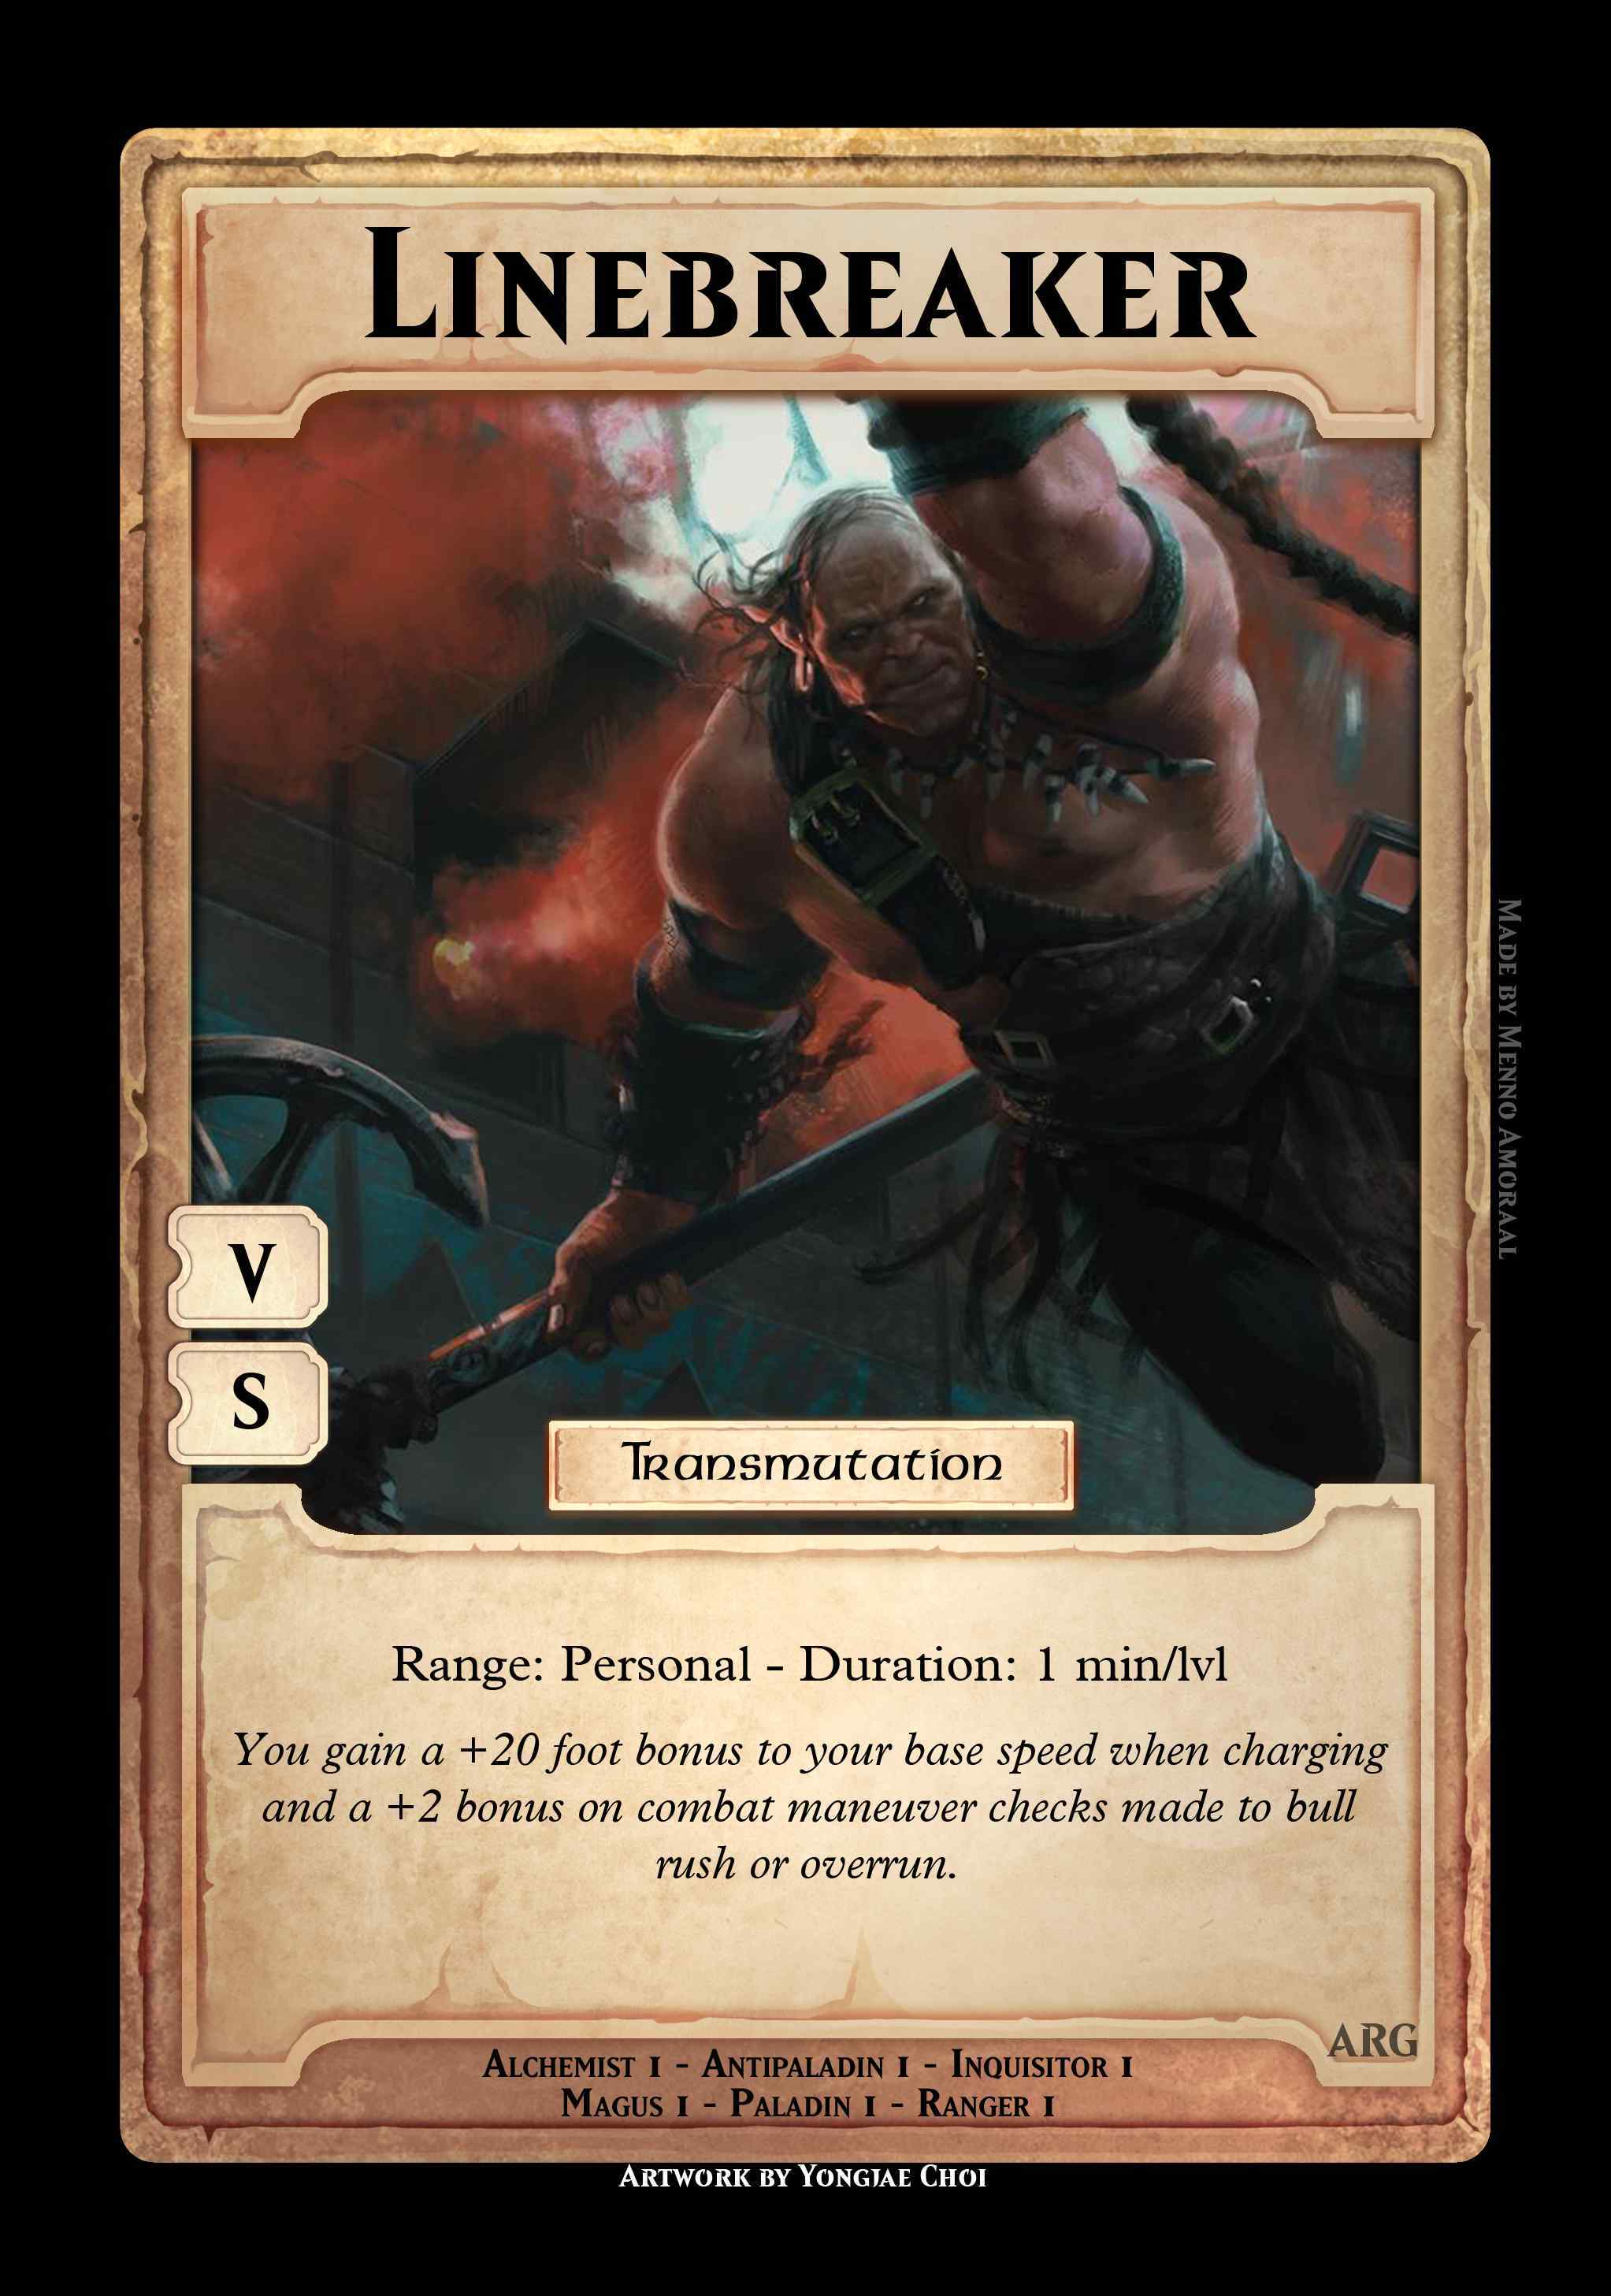 Linebreaker
V
S
Transmutation
Range: Personal - Duration: 1 min/lvl
You gain a +20 foot bonus to your base speed when charging
and a +2 bonus on combat maneuver checks made to bull
rush or overrun.
ARG
Alchemist 1 - Antipaladin 1 - Inquisitor 1
Magus 1 - Paladin 1 - Ranger 1
Artwork by Yongjae Choi
Made by Menno Amoraal